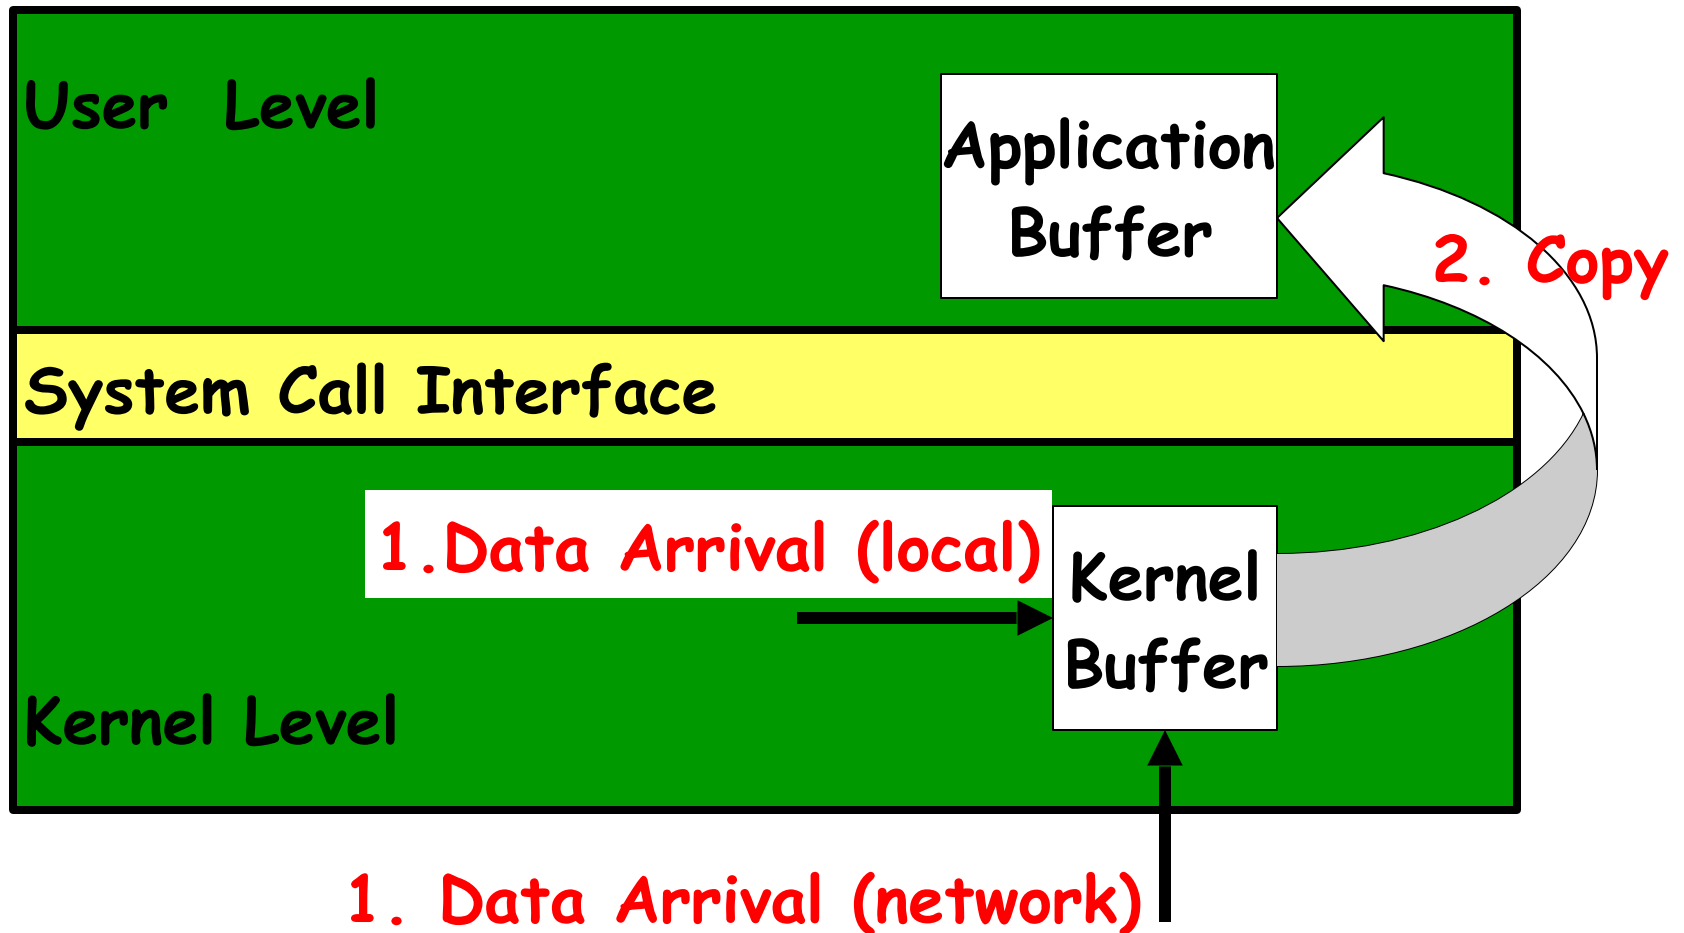 User Level
Application
Buffer
2. Copy
System Call Interface
1.Data Arrival (local)
Kernel
Buffer
Kernel Level
1. Data Arrival (network)